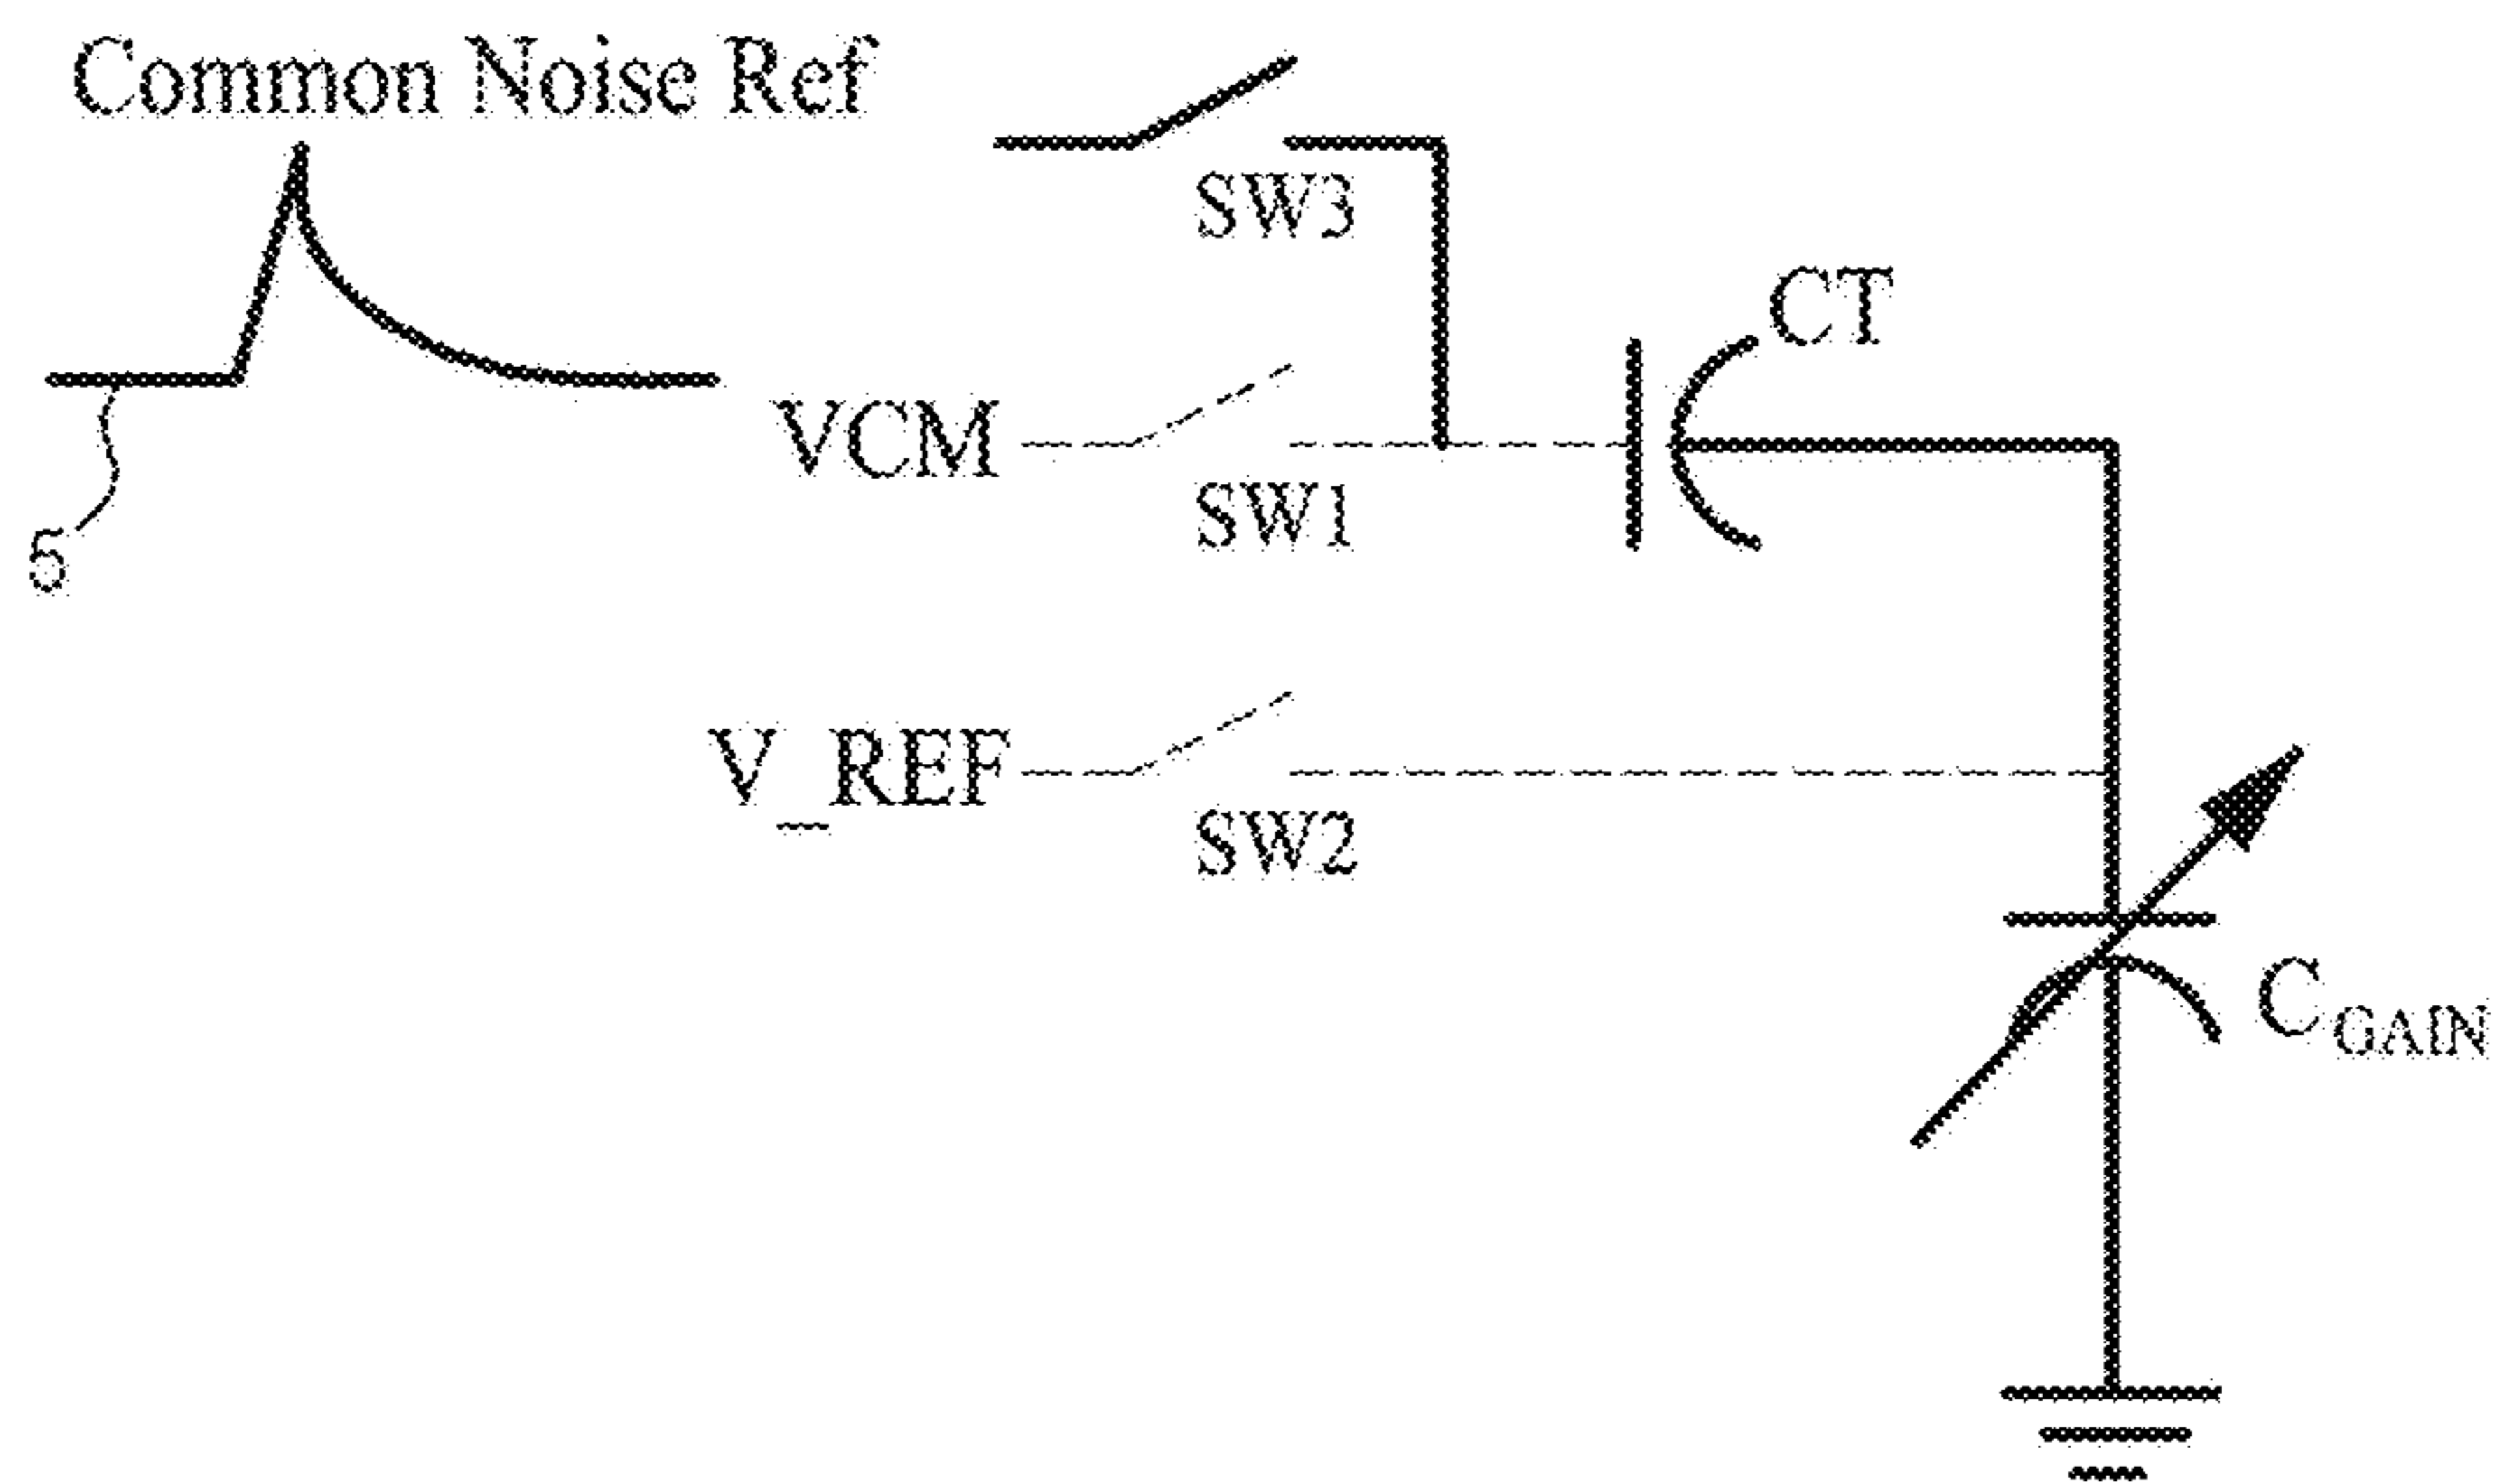 Common Noise Ref
SW3
CT
VCM
SW1
5
V_REF
SW2
CGAIN